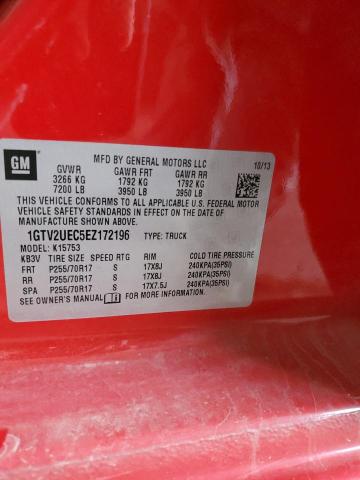 GM
MFD BY GENERAL MOTORS LLC 10/13
GVWR GAWR FRT GAWR RR
3266 KG 1792 KG 1792 KG
7200 LB 3950 LB 3950 LB
THIS VEHICLE CONFORMS TO ALL APPLICABLE U.S. FEDERAL MOTOR
VEHICLE SAFETY STANDARDS IN EFFECT ON THE DATE OF
MANUFACTURE SHOWN ABOVE.
1GTV2UEC5EZ172196 TYPE: TRUCK
MODEL: K15753
KB3V TIRE SIZE SPEED RTG RIM COLD TIRE PRESSURE
FRT P255/70R17 S 17X8J 240KPA(35PSI)
RR P255/70R17 S 17X8J 240KPA(35PSI)
SPA P255/70R17 S 17X7.5J 240KPA(35PSI)
SEE OWNER'S MANUAL FOR MORE INFORMATION.